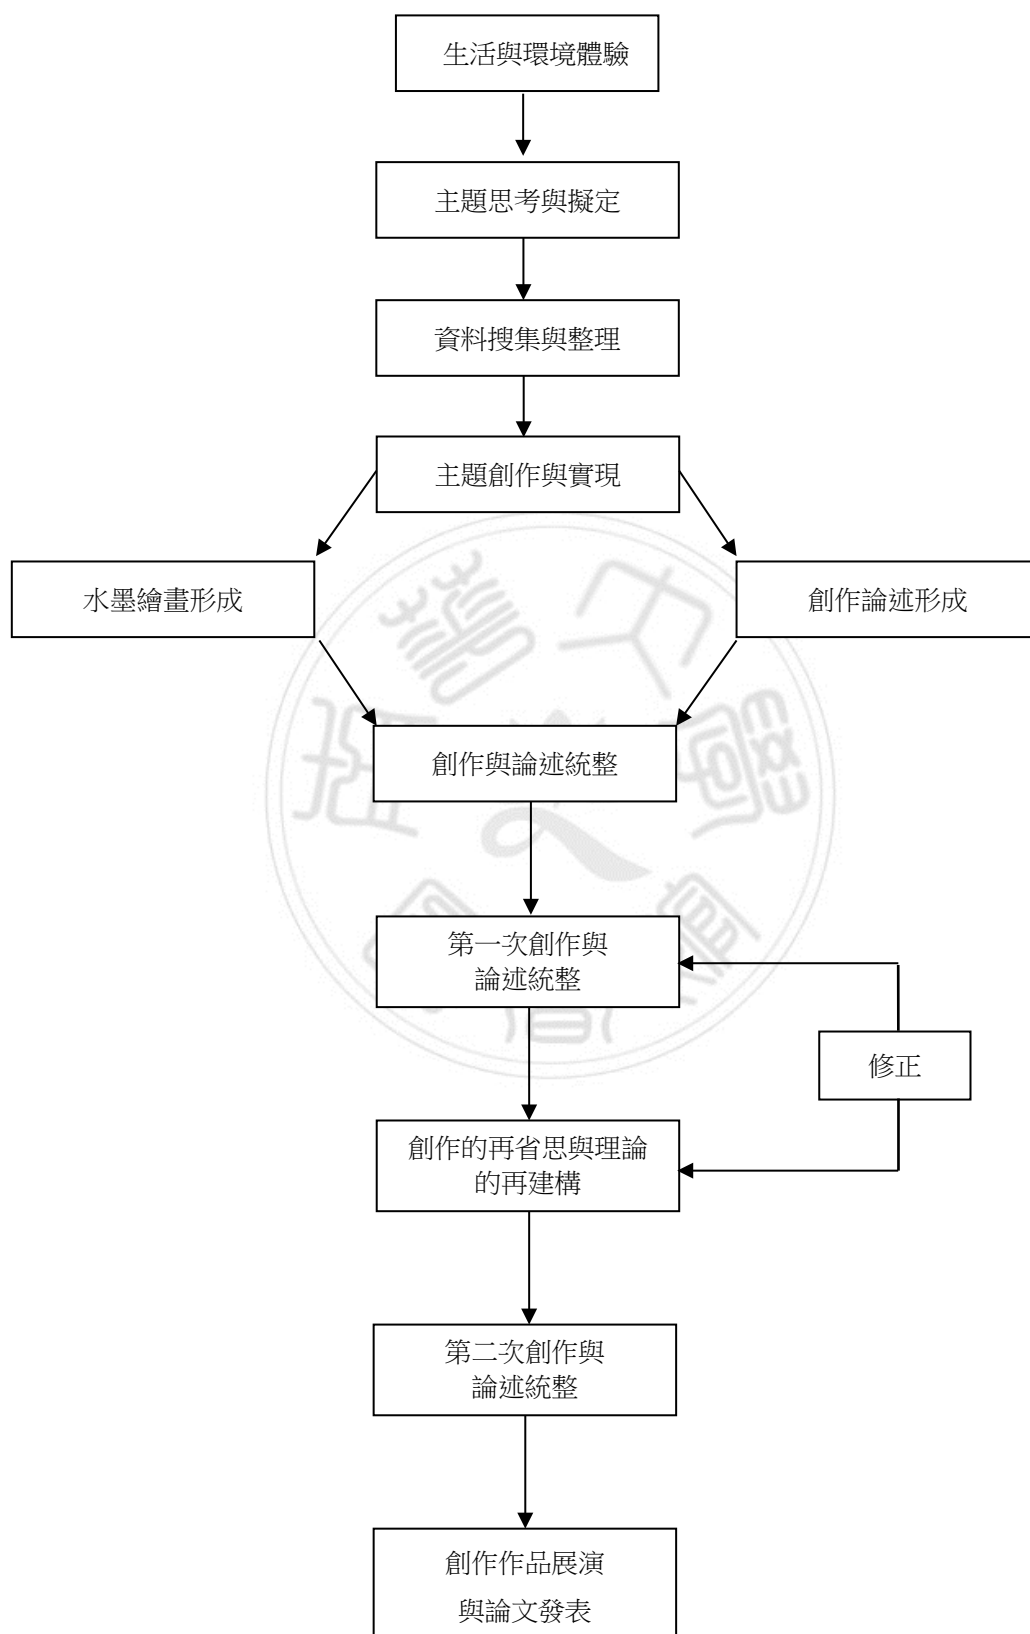 生活與環境體驗
主題思考與擬定
資料搜集與整理
主題創作與實現
水墨繪畫形成
創作論述形成
創作與論述統整
第一次創作與
論述統整
修正
創作的再省思與理論
的再建構
第二次創作與
論述統整
創作作品展演
與論文發表